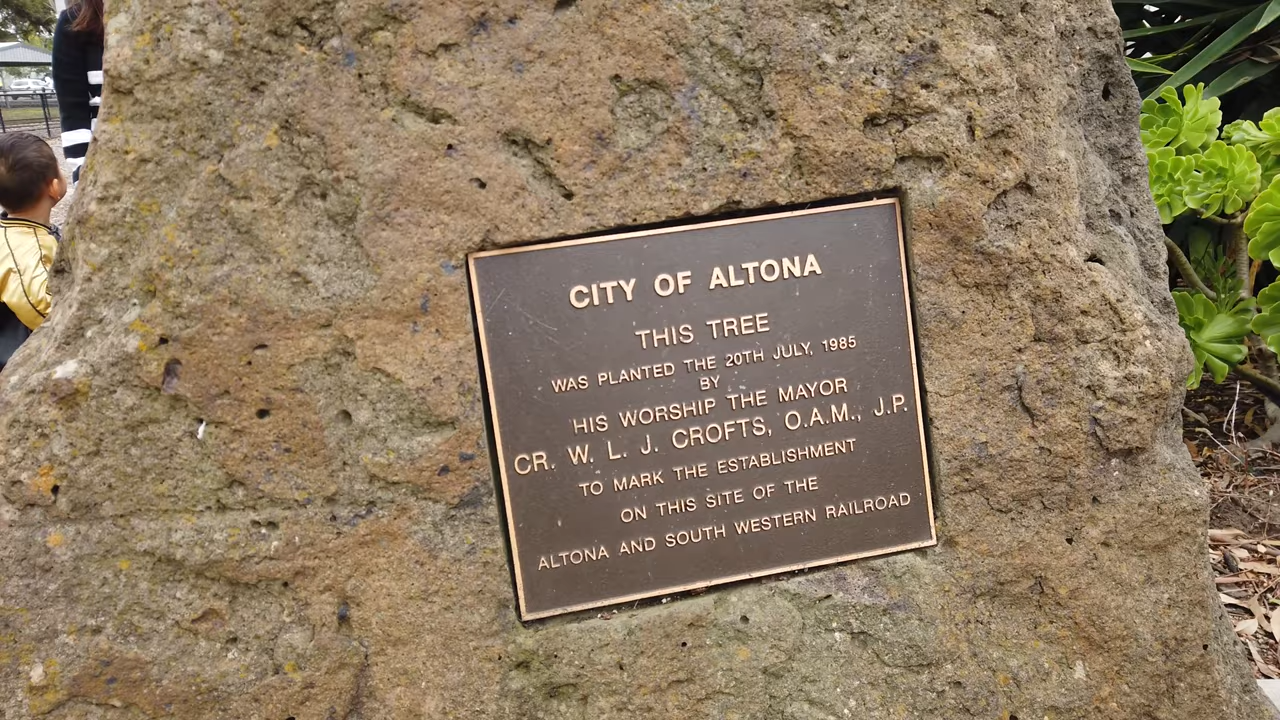 CITY OF ALTONA
THIS TREE
WAS PLANTED THE 20TH JULY, 1985
BY
HIS WORSHIP THE MAYOR
CR. W. L. J. CROFTS, O.A.M., J.P.
TO MARK THE ESTABLISHMENT
ON THIS SITE OF THE
ALTONA AND SOUTH WESTERN RAILROAD